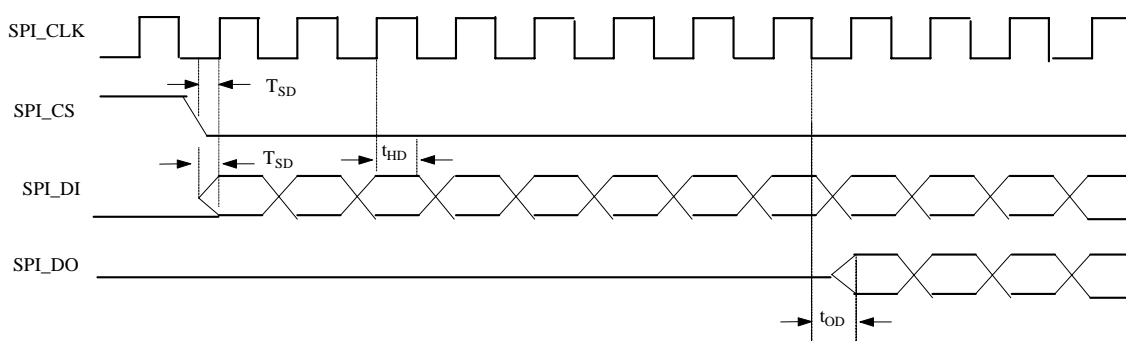 SPI_CLK
T_SD
SPI_CS
T_SD
t_HD
SPI_DI
SPI_DO
t_OD